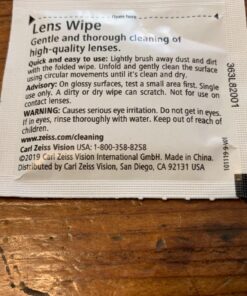 Open here
Lens Wipe
Gentle and thorough cleaning of
high-quality lenses.
Quick and easy to use: Lightly brush away dust and dirt
with the folded wipe. Unfold and gently clean the surface
using circular movements until it's clean and dry.
Advisory: On glossy surfaces, test a small area first. Single
use only. A dirty or dry wipe can scratch. Not for use on
contact lenses.
WARNING: Causes serious eye irritation. Do not get in eyes.
If in eyes, rinse thoroughly with water. Keep out of reach of
children.
www.zeiss.com/cleaning
Carl Zeiss Vision USA: 1-800-358-8258
©2019 Carl Zeiss Vision International GmbH. Made in China.
Distributed by Carl Zeiss Vision, San Diego, CA 92131 USA
363L82001